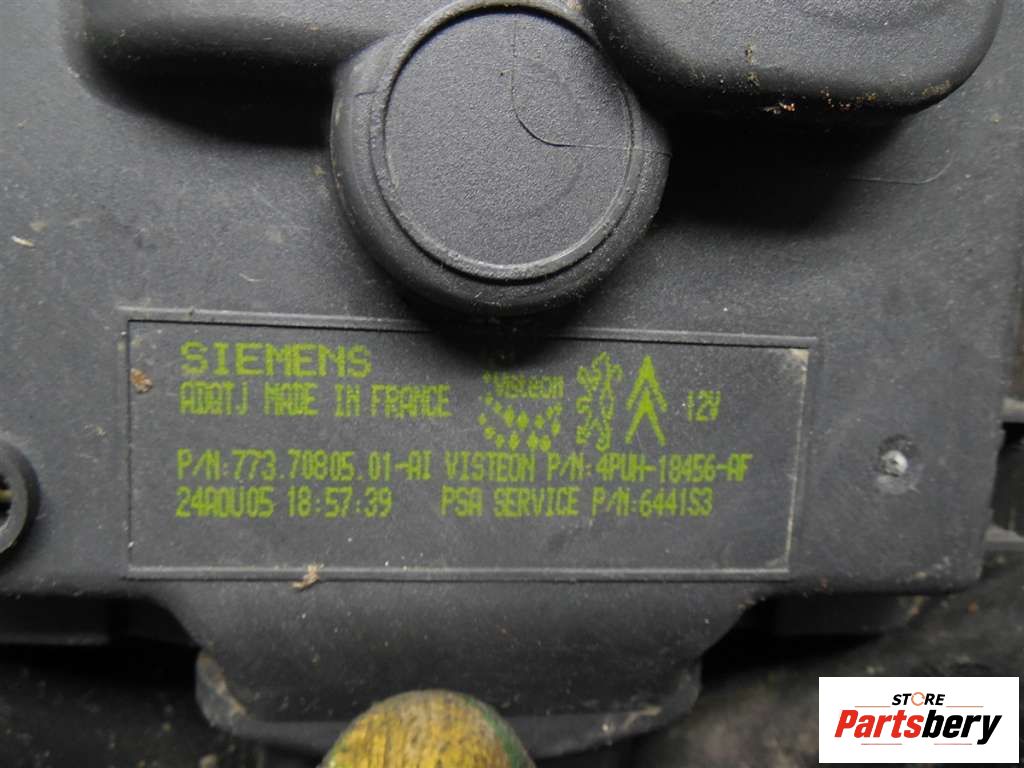 SIEMENS
ADQTJ MADE IN FRANCE Visteon 12V
P/N:773.70805.01-AI VISTEON P/N:4PUH-18456-AF
24AOU05 18:57:39 PSA SERVICE P/N:6441S3
STORE
Partsbery